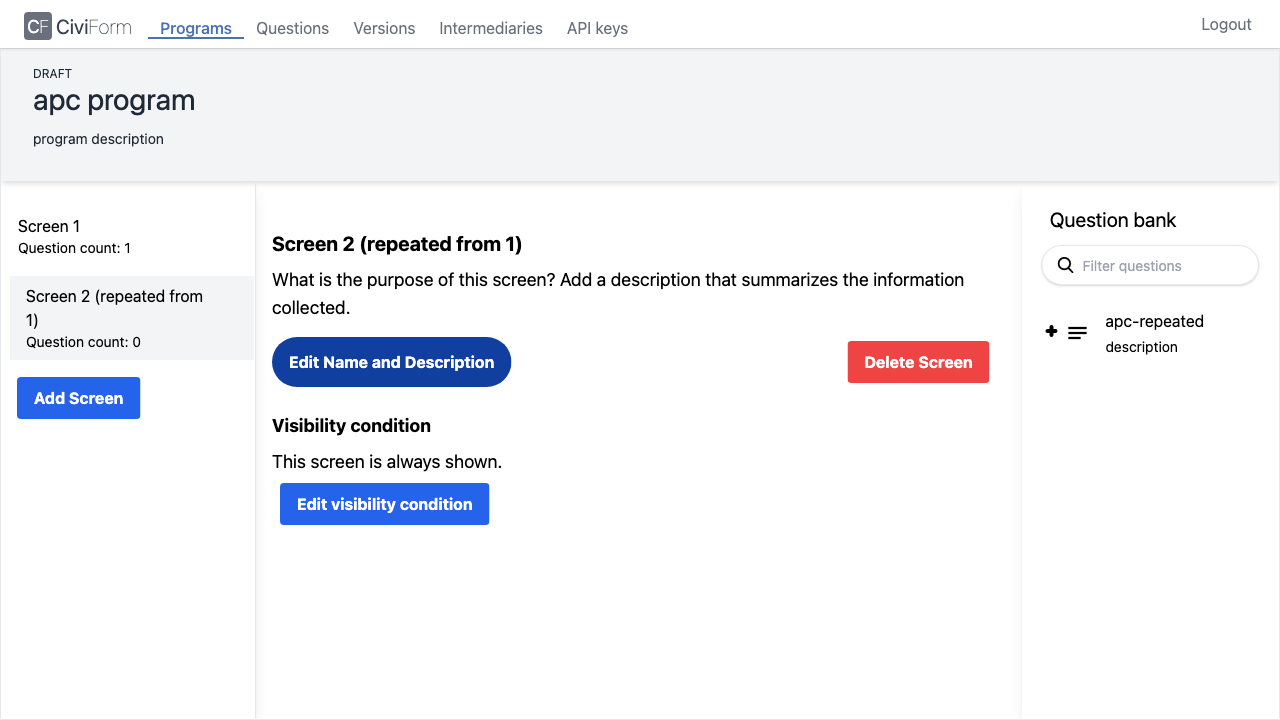 CF CiviForm Programs Questions Versions Intermediaries API keys Logout
DRAFT
apc program
program description
Screen 1
Question count: 1
Screen 2 (repeated from
1)
Question count: 0
Add Screen
Screen 2 (repeated from 1)
What is the purpose of this screen? Add a description that summarizes the information
collected.
Edit Name and Description
Delete Screen
Visibility condition
This screen is always shown.
Edit visibility condition
Question bank
Filter questions
apc-repeated
description